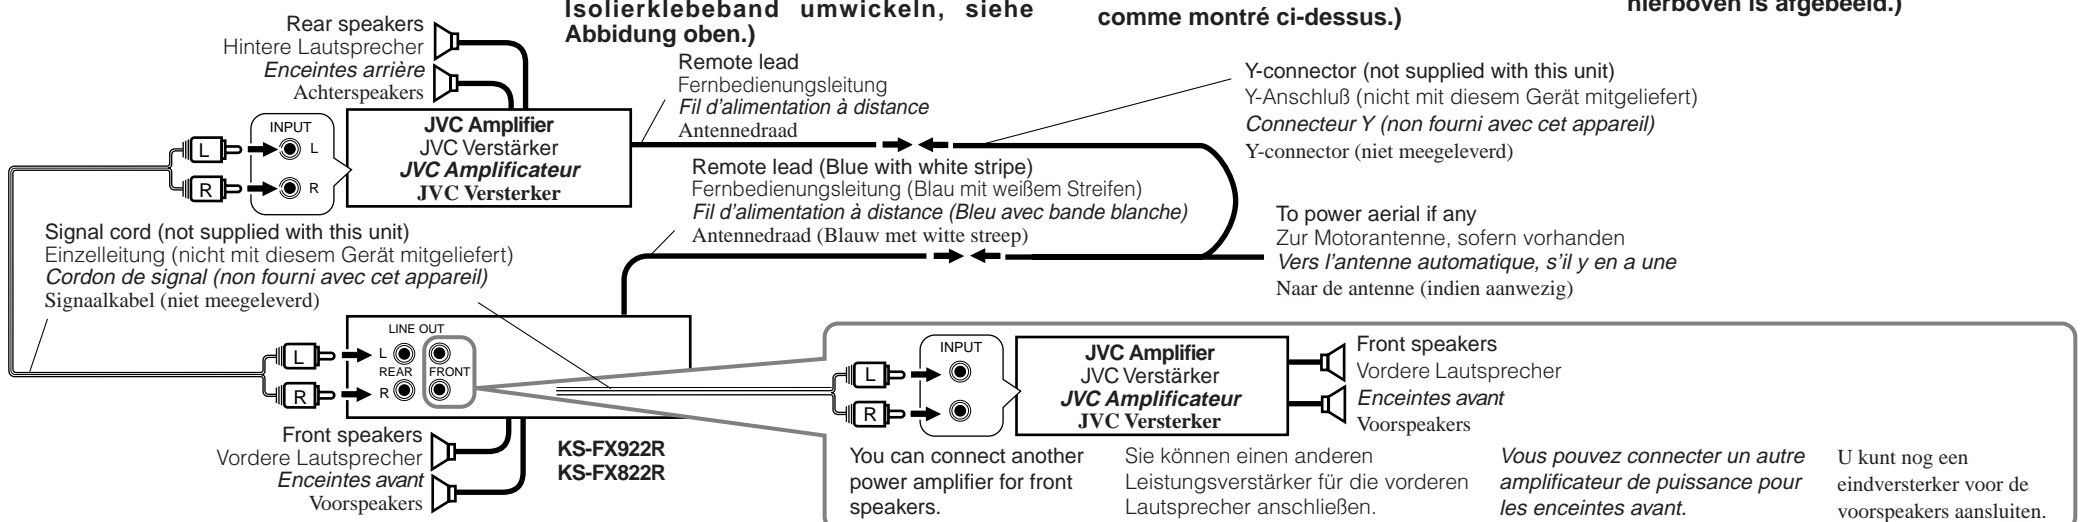 Isolierklebeband umwickeln, siehe
Abbidung oben.)
comme montré ci-dessus.)
hierboven is afgebeeld.)
Rear speakers
Hintere Lautsprecher
Enceintes arrière
Achterspeakers
Remote lead
Fernbedienungsleitung
Fil d'alimentation à distance
Antennedraad
Y-connector (not supplied with this unit)
Y-Anschluß (nicht mit diesem Gerät mitgeliefert)
Connecteur Y (non fourni avec cet appareil)
Y-connector (niet meegeleverd)
INPUT
L
L
R
R
JVC Amplifier
JVC Verstärker
JVC Amplificateur
JVC Versterker
Remote lead (Blue with white stripe)
Fernbedienungsleitung (Blau mit weißem Streifen)
Fil d'alimentation à distance (Bleu avec bande blanche)
Antennedraad (Blauw met witte streep)
To power aerial if any
Zur Motorantenne, sofern vorhanden
Vers l'antenne automatique, s'il y en a une
Naar de antenne (indien aanwezig)
Signal cord (not supplied with this unit)
Einzelleitung (nicht mit diesem Gerät mitgeliefert)
Cordon de signal (non fourni avec cet appareil)
Signaalkabel (niet meegeleverd)
LINE OUT
L
L
REAR
FRONT
R
R
Front speakers
Vordere Lautsprecher
Enceintes avant
Voorspeakers
KS-FX922R
KS-FX822R
INPUT
L
R
JVC Amplifier
JVC Verstärker
JVC Amplificateur
JVC Versterker
Front speakers
Vordere Lautsprecher
Enceintes avant
Voorspeakers
You can connect another
power amplifier for front
speakers.
Sie können einen anderen
Leistungsverstärker für die vorderen
Lautsprecher anschließen.
Vous pouvez connecter un autre
amplificateur de puissance pour
les enceintes avant.
U kunt nog een
eindversterker voor de
voorspeakers aansluiten.